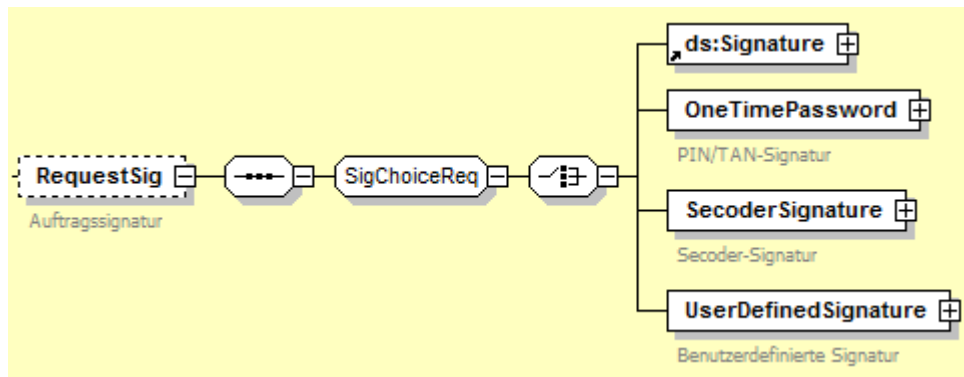 ds:Signature
OneTimePassword
PIN/TAN-Signatur
RequestSig
Auftragssignatur
SigChoiceReq
SecoderSignature
Secoder-Signatur
UserDefinedSignature
Benutzerdefinierte Signatur